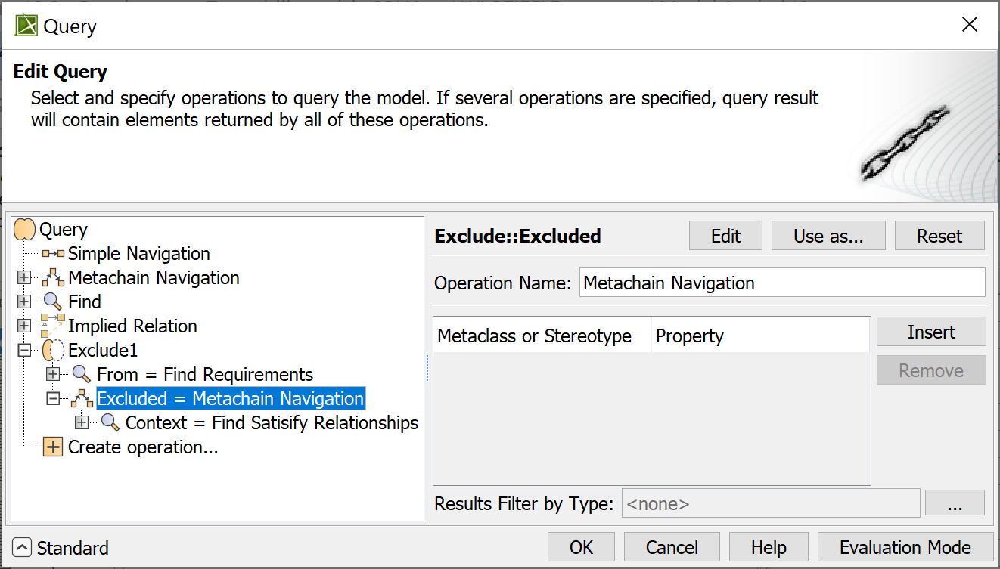 Query
Edit Query
Select and specify operations to query the model. If several operations are specified, query result
will contain elements returned by all of these operations.
Query
Simple Navigation
Metachain Navigation
Find
Implied Relation
Exclude1
From = Find Requirements
Excluded = Metachain Navigation
Context = Find Satisify Relationships
Create operation...
Exclude::Excluded
Edit
Use as...
Reset
Operation Name: Metachain Navigation
Metaclass or Stereotype
Property
Insert
Remove
Results Filter by Type: <none>
...
Standard
OK
Cancel
Help
Evaluation Mode